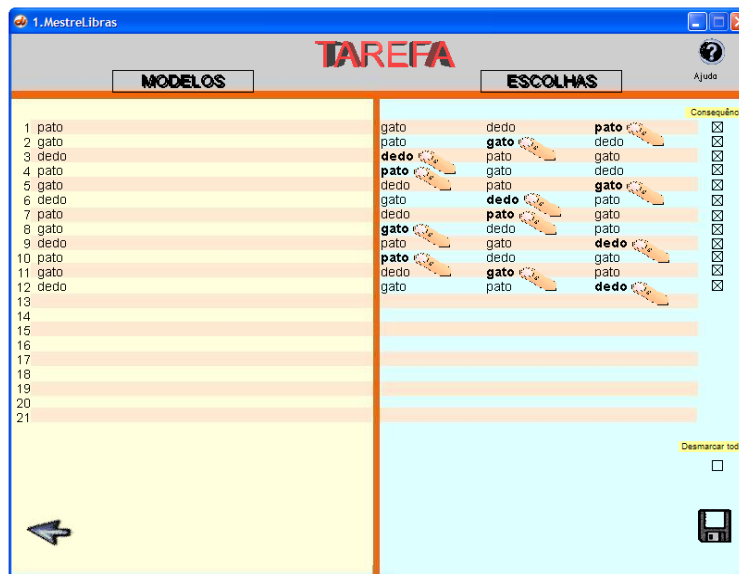 1.MestreLibras
TAREFA
Ajuda
MODELOS ESCOLHAS
Consequênc
1 pato gato dedo pato
2 gato pato gato dedo
3 dedo dedo pato gato
4 pato pato gato dedo
5 gato dedo pato gato
6 dedo gato dedo pato
7 pato dedo pato gato
8 gato gato dedo pato
9 dedo pato gato dedo
10 pato pato dedo gato
11 gato dedo gato pato
12 dedo gato pato dedo
13
14
15
16
17
18
19
20
21
Desmarcar tod